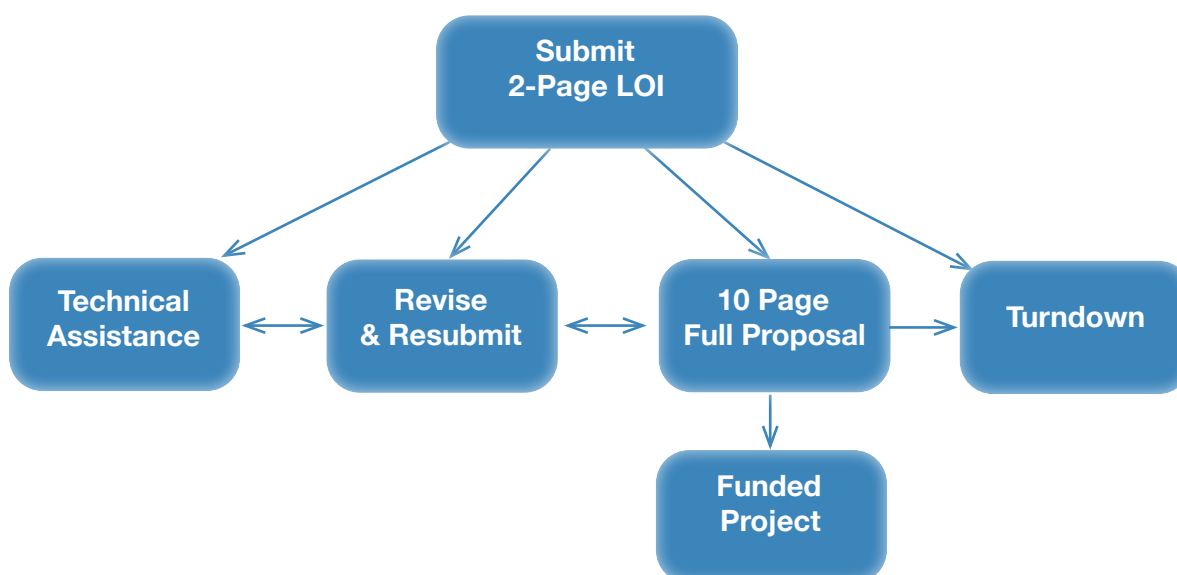 Submit
2-Page LOI
Technical
Assistance
Revise
& Resubmit
10 Page
Full Proposal
Turndown
Funded
Project